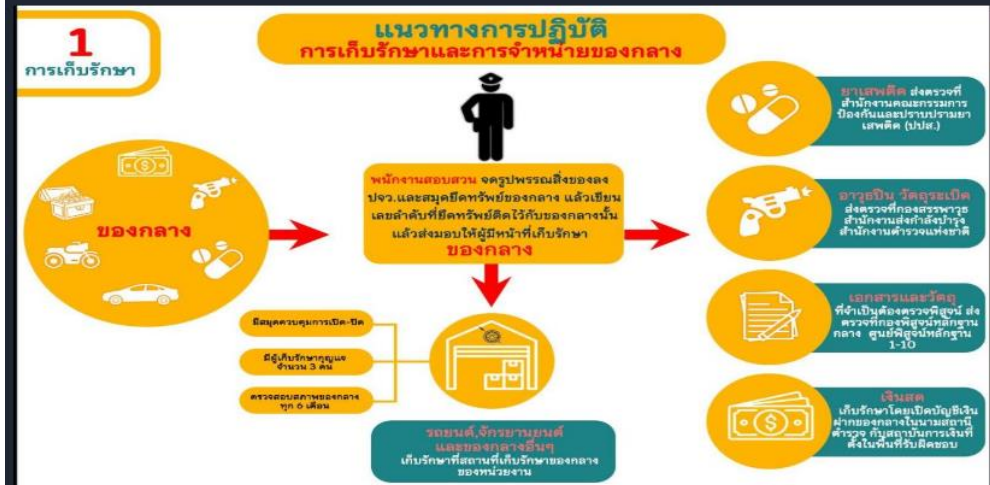 1
การเก็บรักษา
แนวทางการปฏิบัติ
การเก็บรักษาและการจำหน่ายของกลาง
ของกลาง
พนักงานสอบสวน จดรูปพรรณสิ่งของลง
ปจว.และสมุดยึดทรัพย์ของกลาง แล้วเขียน
เลขลำดับที่ยึดทรัพย์ติดไว้กับของกลางนั้น
แล้วส่งมอบให้ผู้มีหน้าที่เก็บรักษา
ของกลาง
มีสมุดควบคุมการเปิด-ปิด
มีผู้เก็บรักษากุญแจ
จำนวน 3 คน
ตรวจสอบสภาพของกลาง
ทุก 6 เดือน
รถยนต์,จักรยานยนต์
และของกลางอื่นๆ
เก็บรักษาที่สถานที่เก็บรักษาของกลาง
ของหน่วยงาน
ยาเสพติด ส่งตรวจที่
สำนักงานคณะกรรมการ
ป้องกันและปราบปรามยา
เสพติด (ปปส.)
อาวุธปืน วัตถุระเบิด
ส่งตรวจที่กองสรรพาวุธ
สำนักงานส่งกำลังบำรุง
สำนักงานตำรวจแห่งชาติ
เอกสารและวัตถุ
ที่จำเป็นต้องตรวจพิสูจน์ ส่ง
ตรวจที่กองพิสูจน์หลักฐาน
กลาง ศูนย์พิสูจน์หลักฐาน
1-10
เงินสด
เก็บรักษาโดยเปิดบัญชีเงิน
ฝากของกลางในนามสถานี
ตำรวจ กับสถาบันการเงินที่
ตั้งในพื้นที่รับผิดชอบ